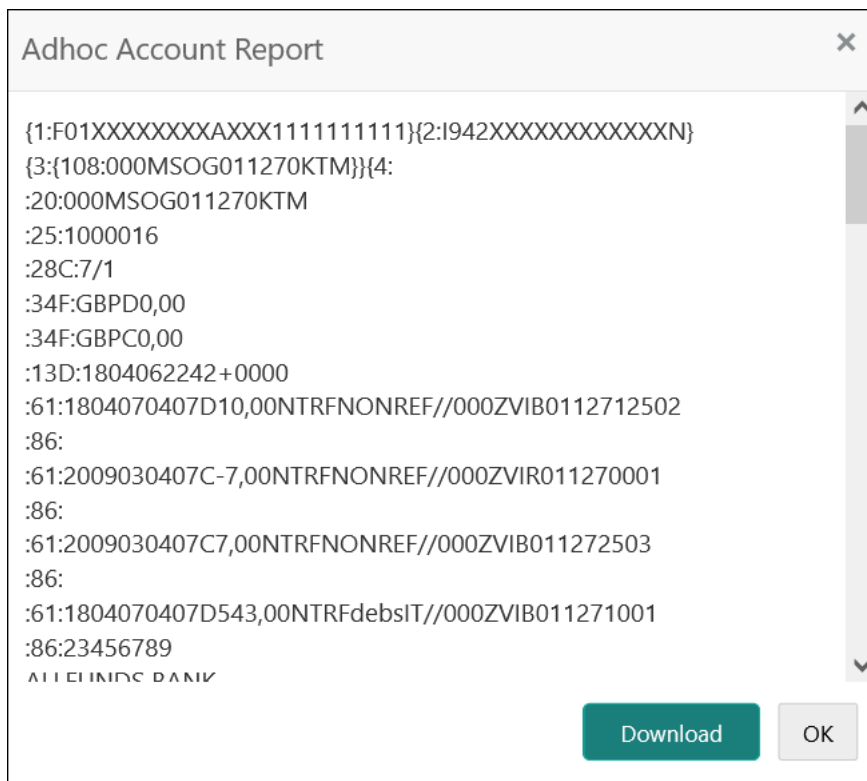 Adhoc Account Report
{1:F01XXXXXXXXAXXX1111111111}{2:I942XXXXXXXXXXXXN}
{3:{108:000MSOG011270KTM}}{4:
:20:000MSOG011270KTM
:25:1000016
:28C:7/1
:34F:GBPD0,00
:34F:GBPC0,00
:13D:1804062242+0000
:61:1804070407D10,00NTRFNONREF//000ZVIB0112712502
:86:
:61:2009030407C-7,00NTRFNONREF//000ZVIR011270001
:86:
:61:2009030407C7,00NTRFNONREF//000ZVIB011272503
:86:
:61:1804070407D543,00NTRFdebsIT//000ZVIB011271001
:86:23456789
ALLFUNDS BANK
Download OK